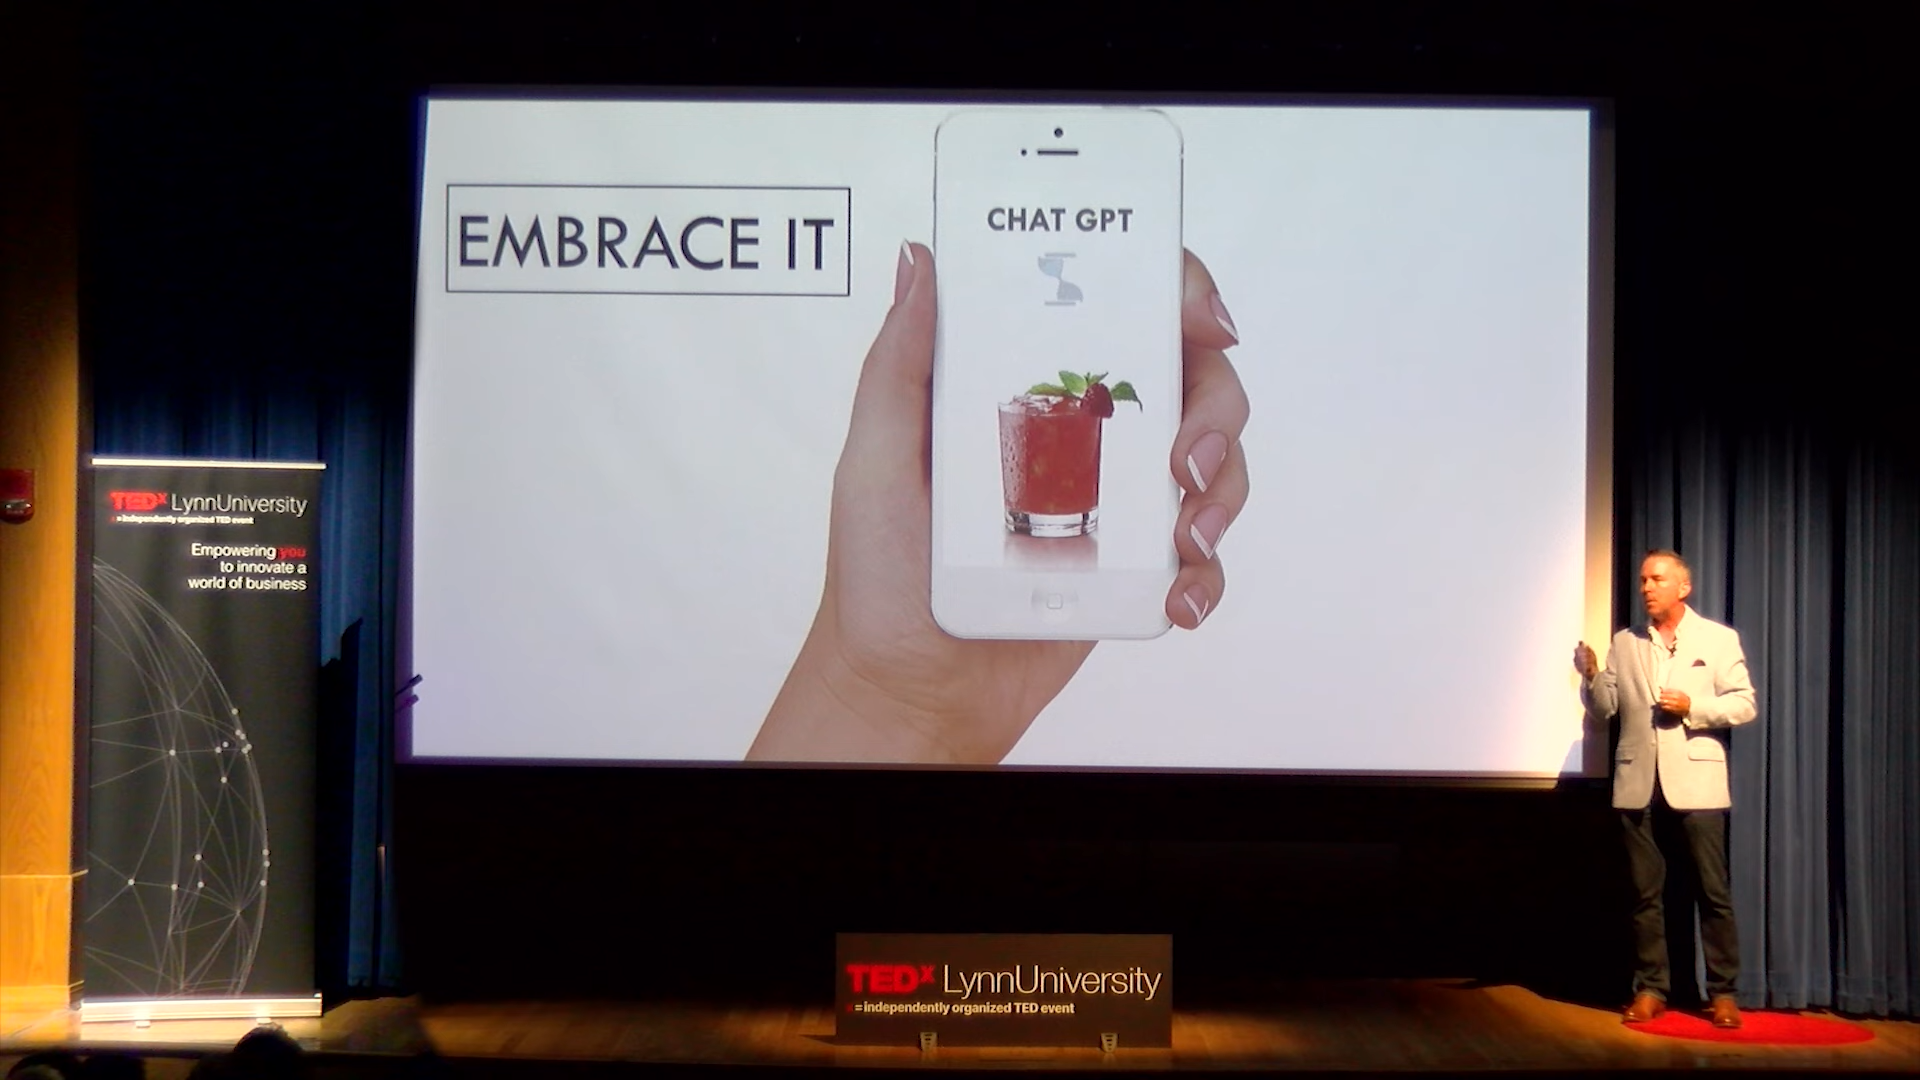 EMBRACE IT
CHAT GPT
TEDx LynnUniversity
x = independently organized TED event
Empowering you
to innovate a
world of business
TEDx LynnUniversity
x = independently organized TED event